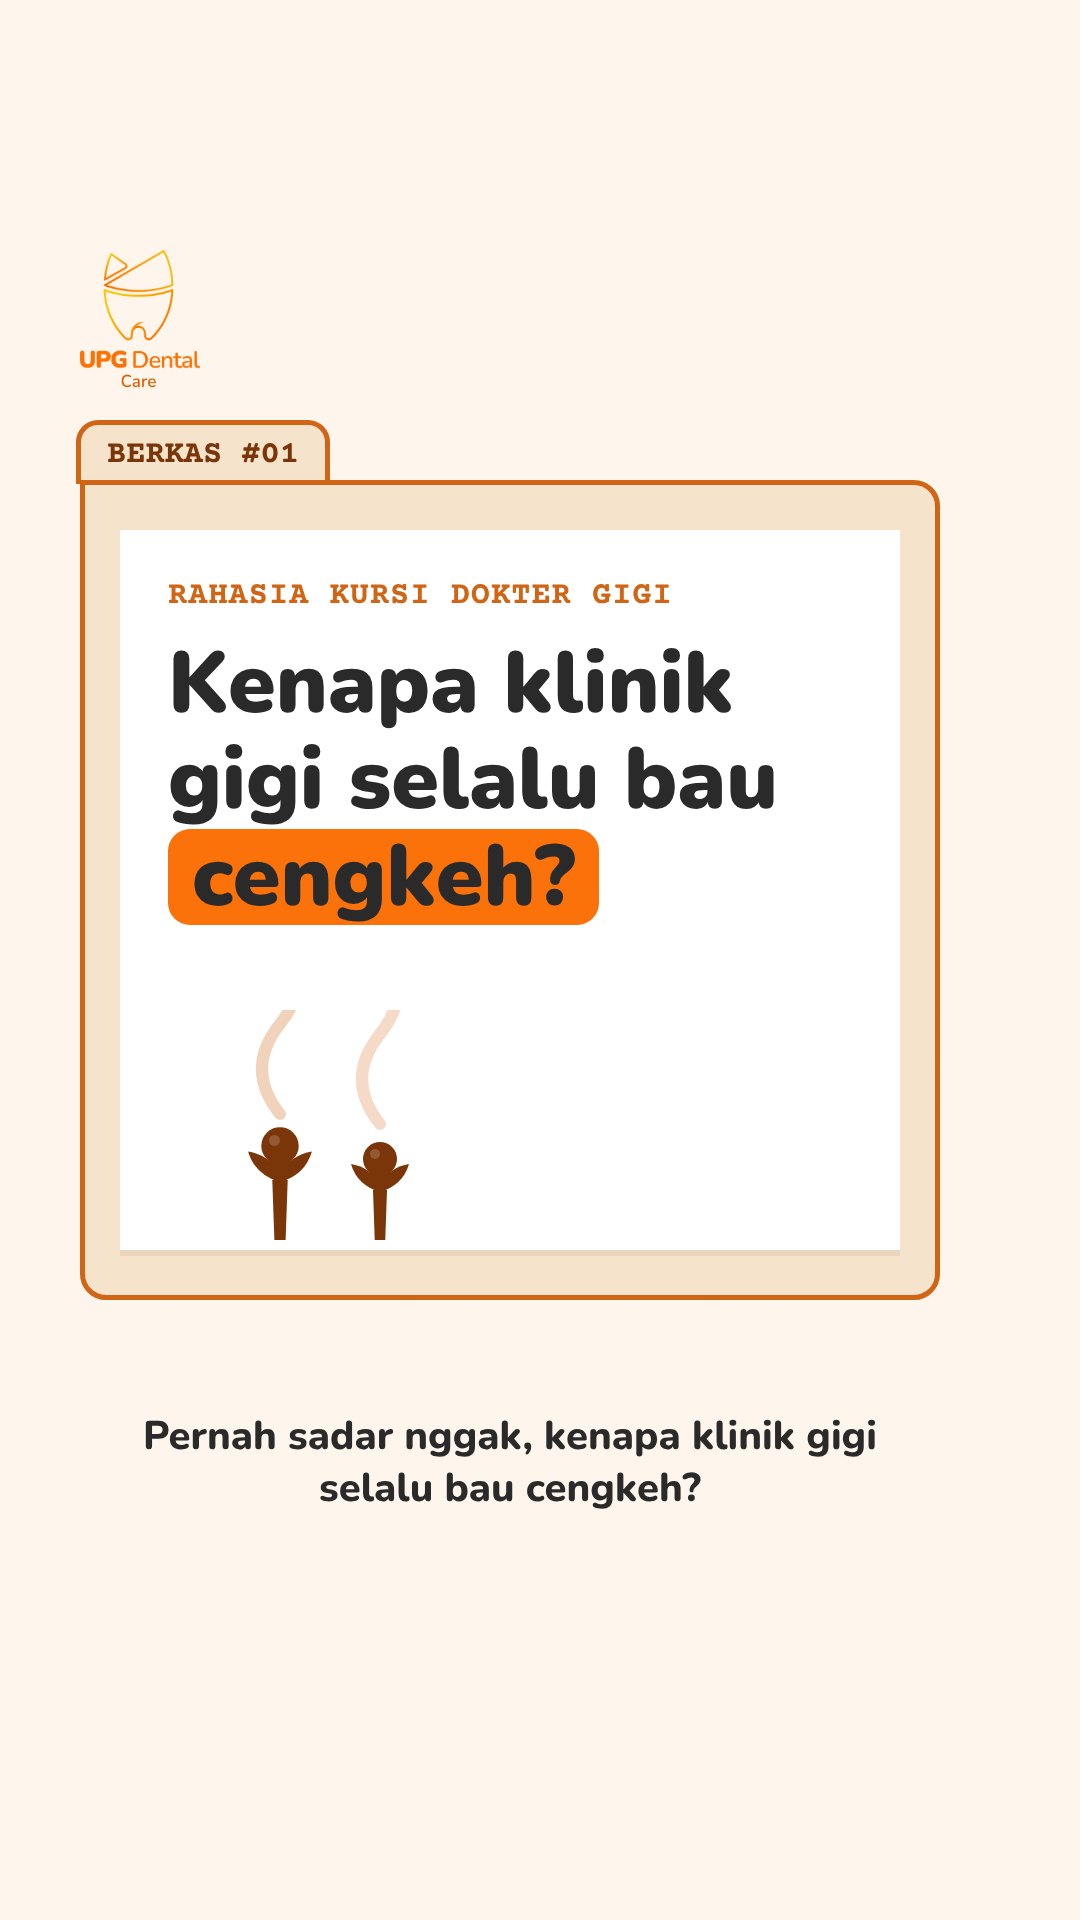 UPG Dental
Care
BERKAS #01
RAHASIA KURSI DOKTER GIGI
Kenapa klinik
gigi selalu bau
cengkeh?
Pernah sadar nggak, kenapa klinik gigi
selalu bau cengkeh?